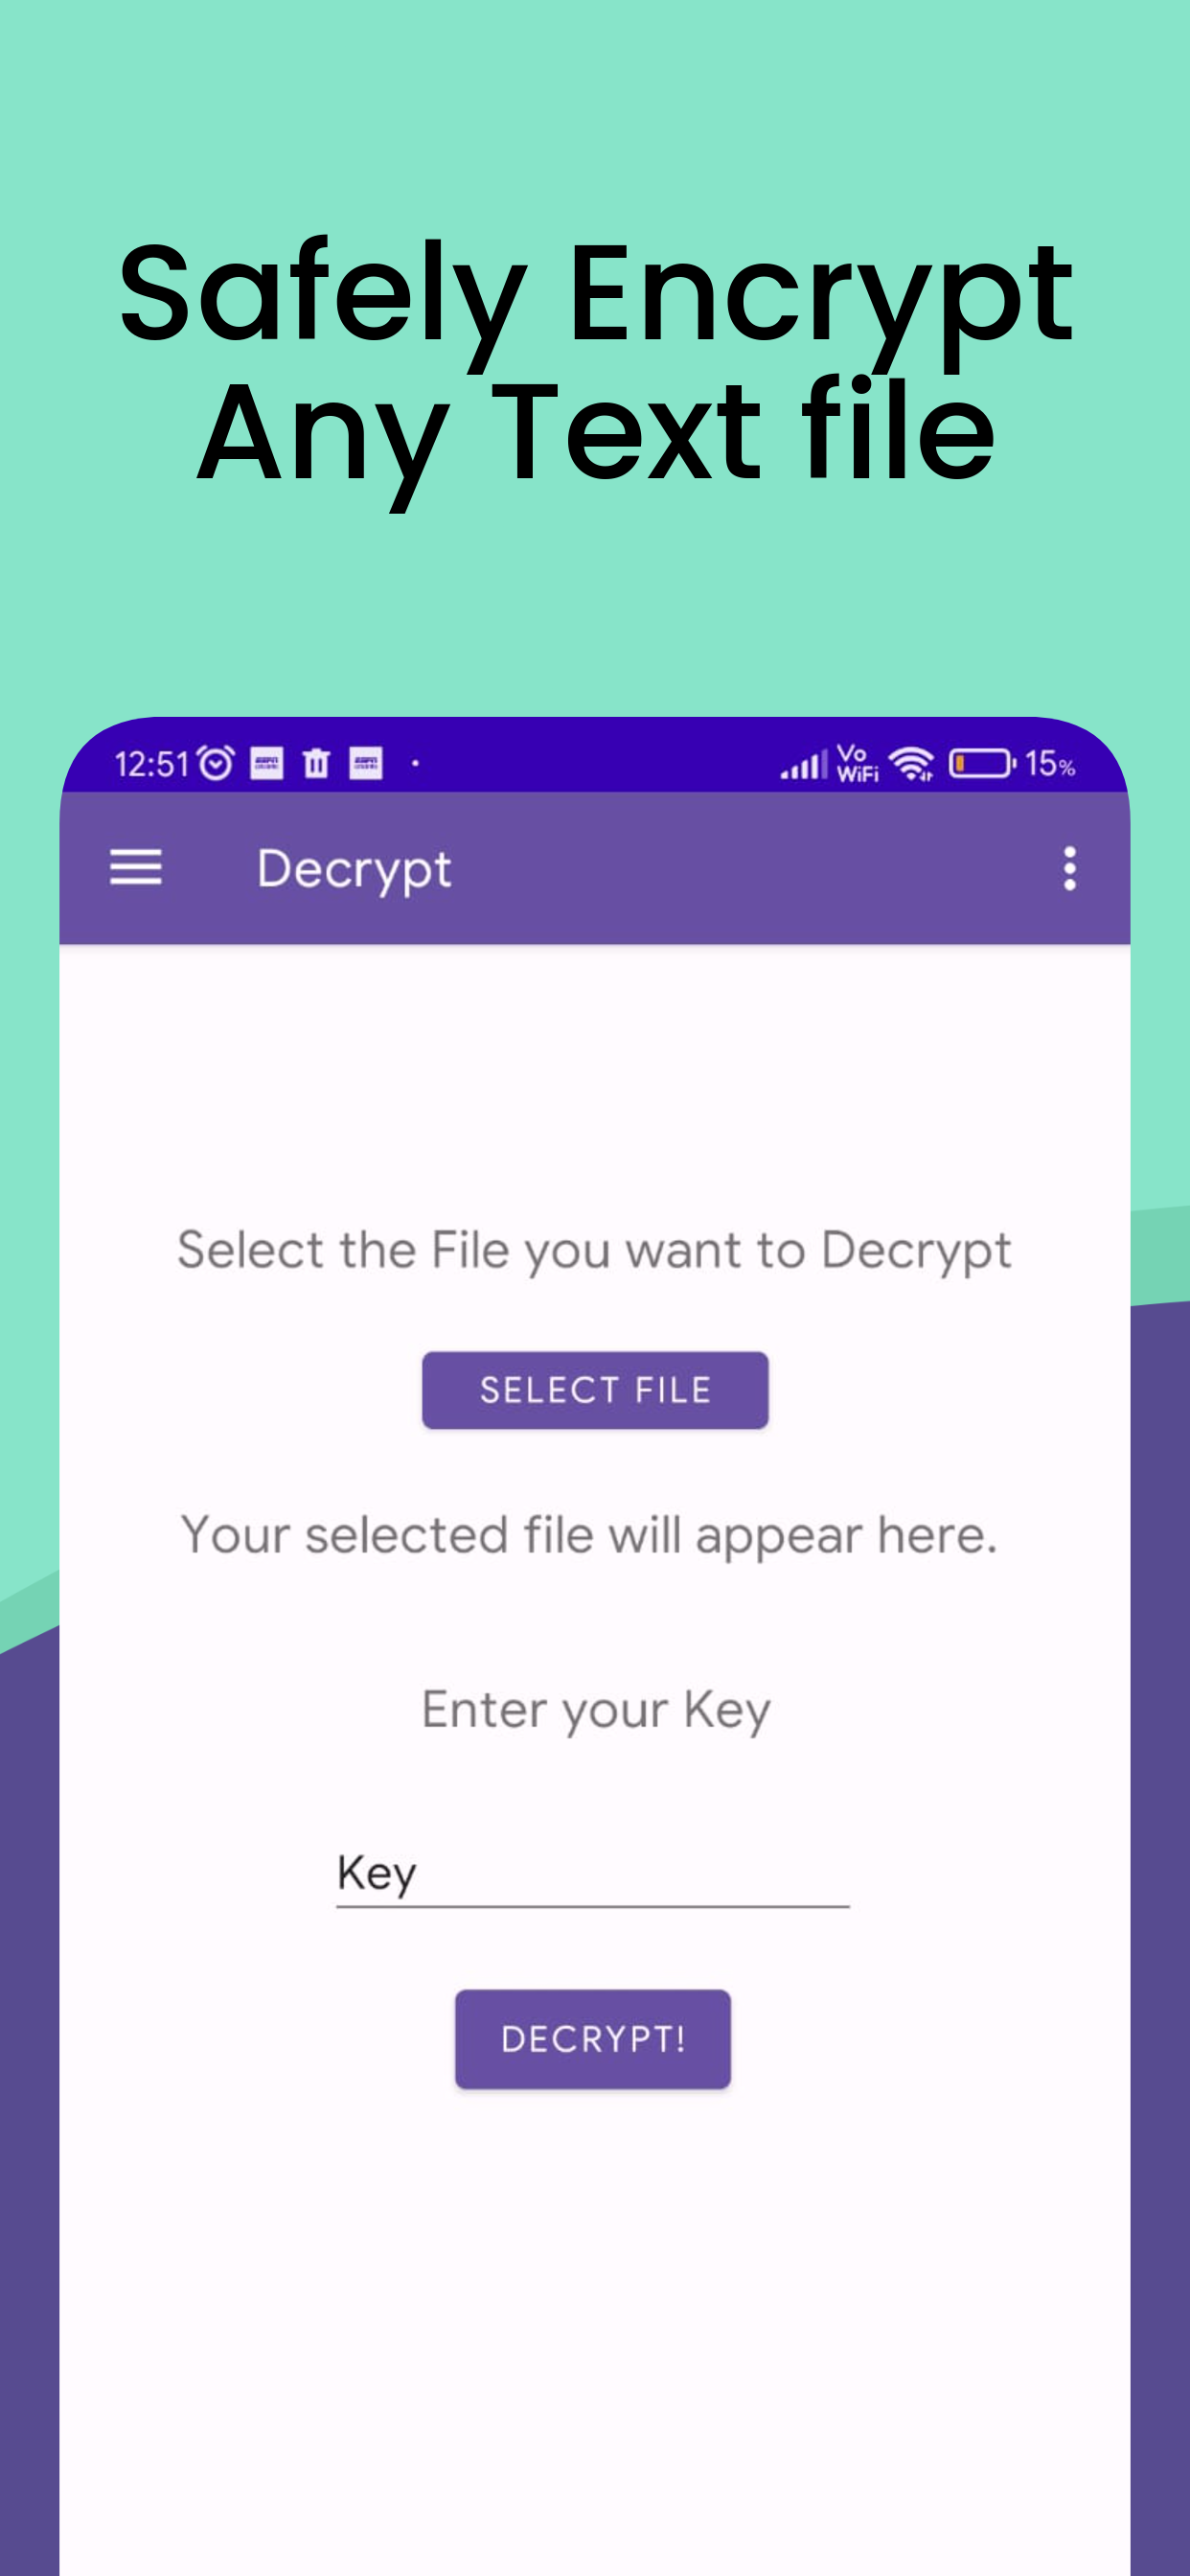 Safely Encrypt
Any Text file
12:51 Vo WiFi 15%
Decrypt
Select the File you want to Decrypt
SELECT FILE
Your selected file will appear here.
Enter your Key
Key
DECRYPT!